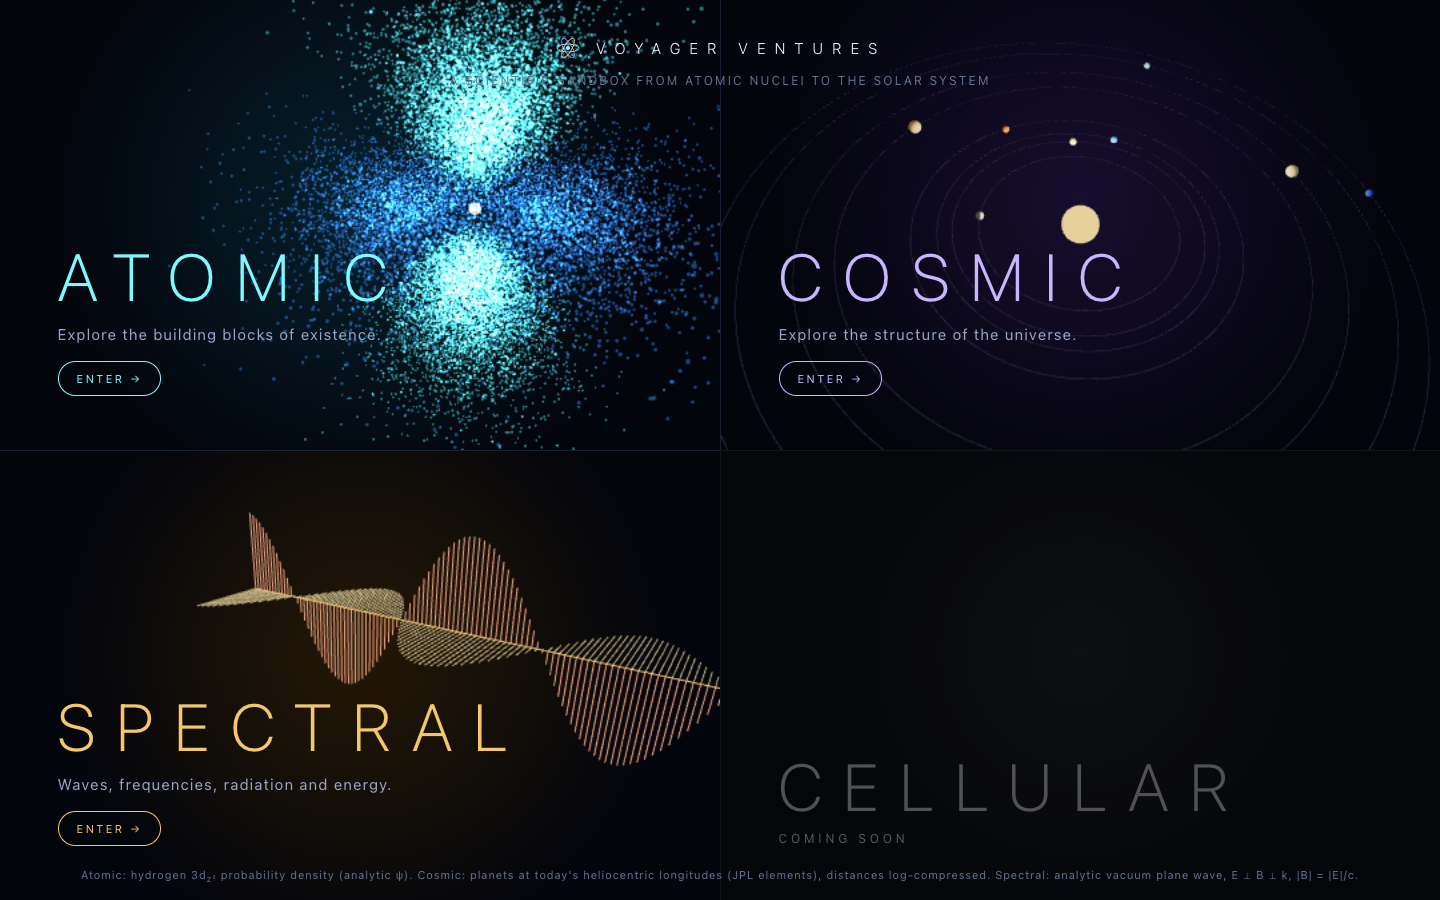 VOYAGER VENTURES
A SCIENTIFIC SANDBOX FROM ATOMIC NUCLEI TO THE SOLAR SYSTEM
ATOMIC
Explore the building blocks of existence.
ENTER →
COSMIC
Explore the structure of the universe.
ENTER →
SPECTRAL
Waves, frequencies, radiation and energy.
ENTER →
CELLULAR
COMING SOON
Atomic: hydrogen 3d_z² probability density (analytic ψ). Cosmic: planets at today's heliocentric longitudes (JPL elements), distances log-compressed. Spectral: analytic vacuum plane wave, E ⊥ B ⊥ k, |B| = |E|/c.